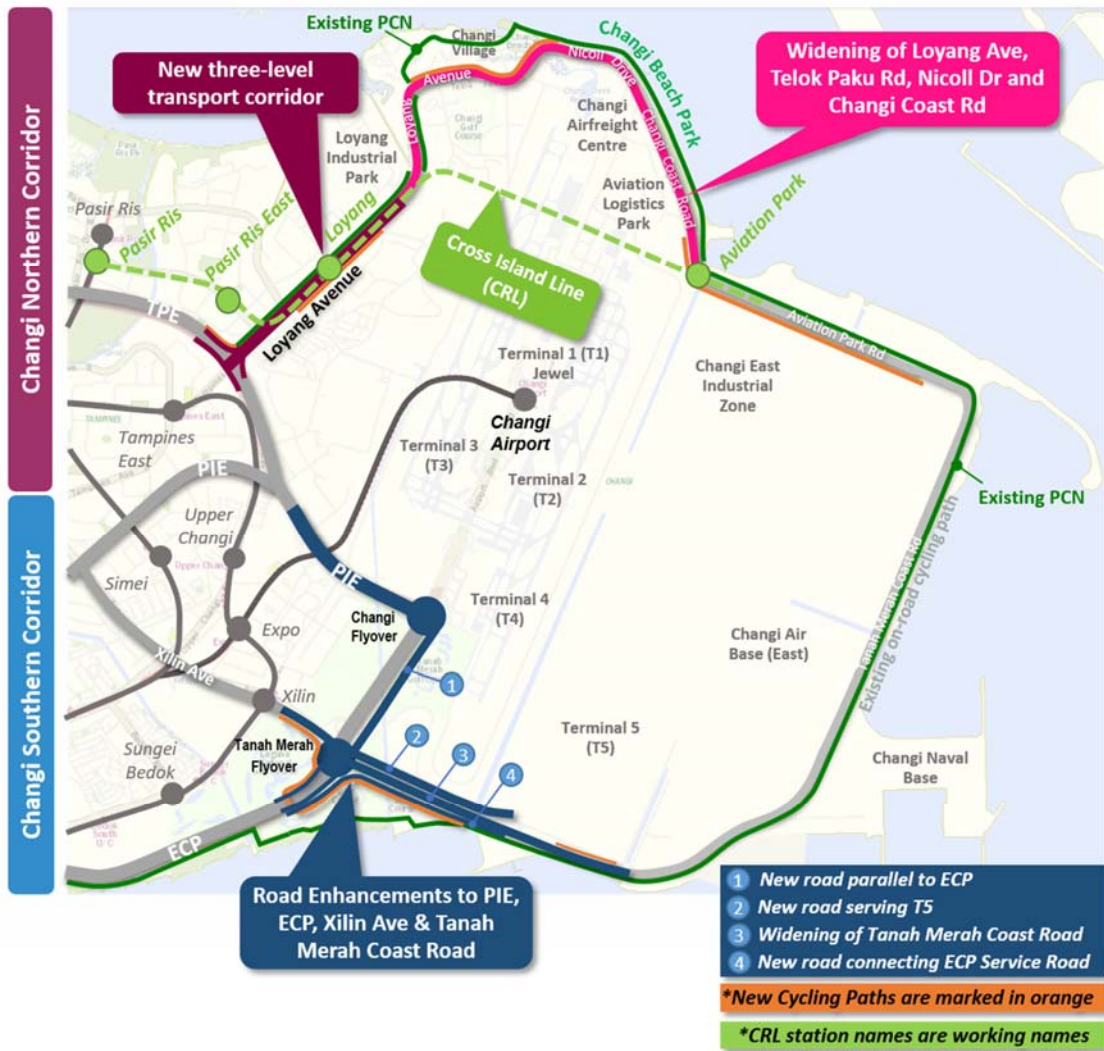 Changi Northern Corridor
Changi Southern Corridor
Existing PCN
Changi
Village
Changi Beach Park
New three-level
transport corridor
Widening of Loyang Ave,
Telok Paku Rd, Nicoll Dr and
Changi Coast Rd
Loyang
Avenue
Nicoll Drive
Changi Coast Road
Loyang
Industrial
Park
Changi
Golf
Course
Changi
Airfreight
Centre
Aviation
Logistics
Park
Pasir Ris
Pasir Ris
Pasir Ris East
Loyang
Aviation Park
Cross Island Line
(CRL)
TPE
Loyang Avenue
Aviation Park Rd
Terminal 1 (T1)
Jewel
Changi East
Industrial
Zone
Changi
Airport
Tampines
East
Terminal 3
(T3)
Terminal 2
(T2)
CHANGI
PIE
Existing PCN
Upper
Changi
Simei
PIE
Changi
Flyover
Terminal 4
(T4)
Expo
Changi Air
Base (East)
Tanah Merah Coast Rd
Existing on-road cycling path
Xilin Ave
Xilin
1
Terminal 5
(T5)
Tanah Merah
Flyover
2
3
4
Sungei
Bedok
Changi Naval
Base
ECP
Road Enhancements to PIE,
ECP, Xilin Ave & Tanah
Merah Coast Road
1 New road parallel to ECP
2 New road serving T5
3 Widening of Tanah Merah Coast Road
4 New road connecting ECP Service Road
*New Cycling Paths are marked in orange
*CRL station names are working names